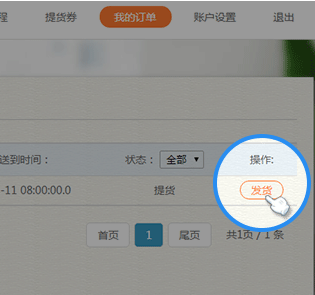 程 提货券 我的订单 账户设置 退出
送到时间： 状态： 全部 操作:
-11 08:00:00.0 提货 发货
首页 1 尾页 共1页 / 1 条